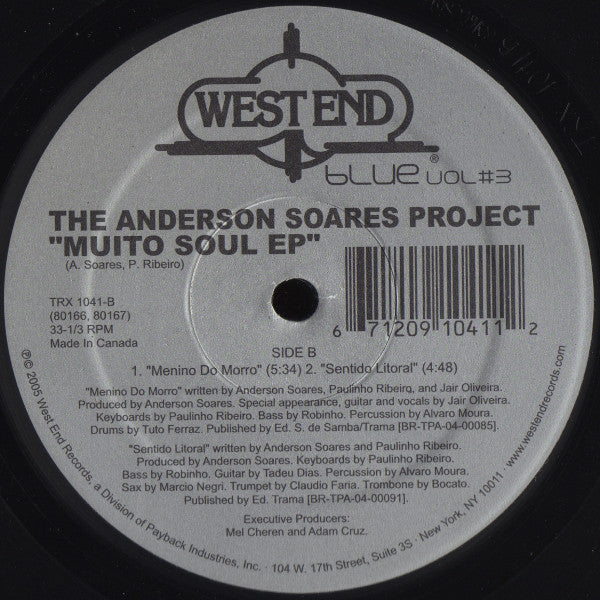 WEST END
®
bLUe VOL#3
THE ANDERSON SOARES PROJECT
"MUITO SOUL EP"
(A. Soares, P. Ribeiro)
TRX 1041-B
(80166, 80167)
33-1/3 RPM
Made In Canada
6 71209 10411 2
SIDE B
1. "Menino Do Morro" (5:34) 2. "Sentido Litoral" (4:48)
"Menino Do Morro" written by Anderson Soares, Paulinho Ribeiro, and Jair Oliveira.
Produced by Anderson Soares. Special appearance, guitar and vocals by Jair Oliveira.
Keyboards by Paulinho Ribeiro. Bass by Robinho. Percussion by Alvaro Moura.
Drums by Tuto Ferraz. Published by Ed. S. de Samba/Trama [BR-TPA-04-00085].
"Sentido Litoral" written by Anderson Soares and Paulinho Ribeiro.
Produced by Anderson Soares. Keyboards by Paulinho Ribeiro.
Bass by Robinho. Guitar by Tadeu Dias. Percussion by Alvaro Moura.
Sax by Marcio Negri. Trumpet by Claudio Faria. Trombone by Bocato.
Published by Ed. Trama [BR-TPA-04-00091].
Executive Producers:
Mel Cheren and Adam Cruz.
℗© 2005 West End Records, a Division of Payback Industries, Inc. · 104 W. 17th Street, Suite 3S · New York, NY 10011 · www.westendrecords.com